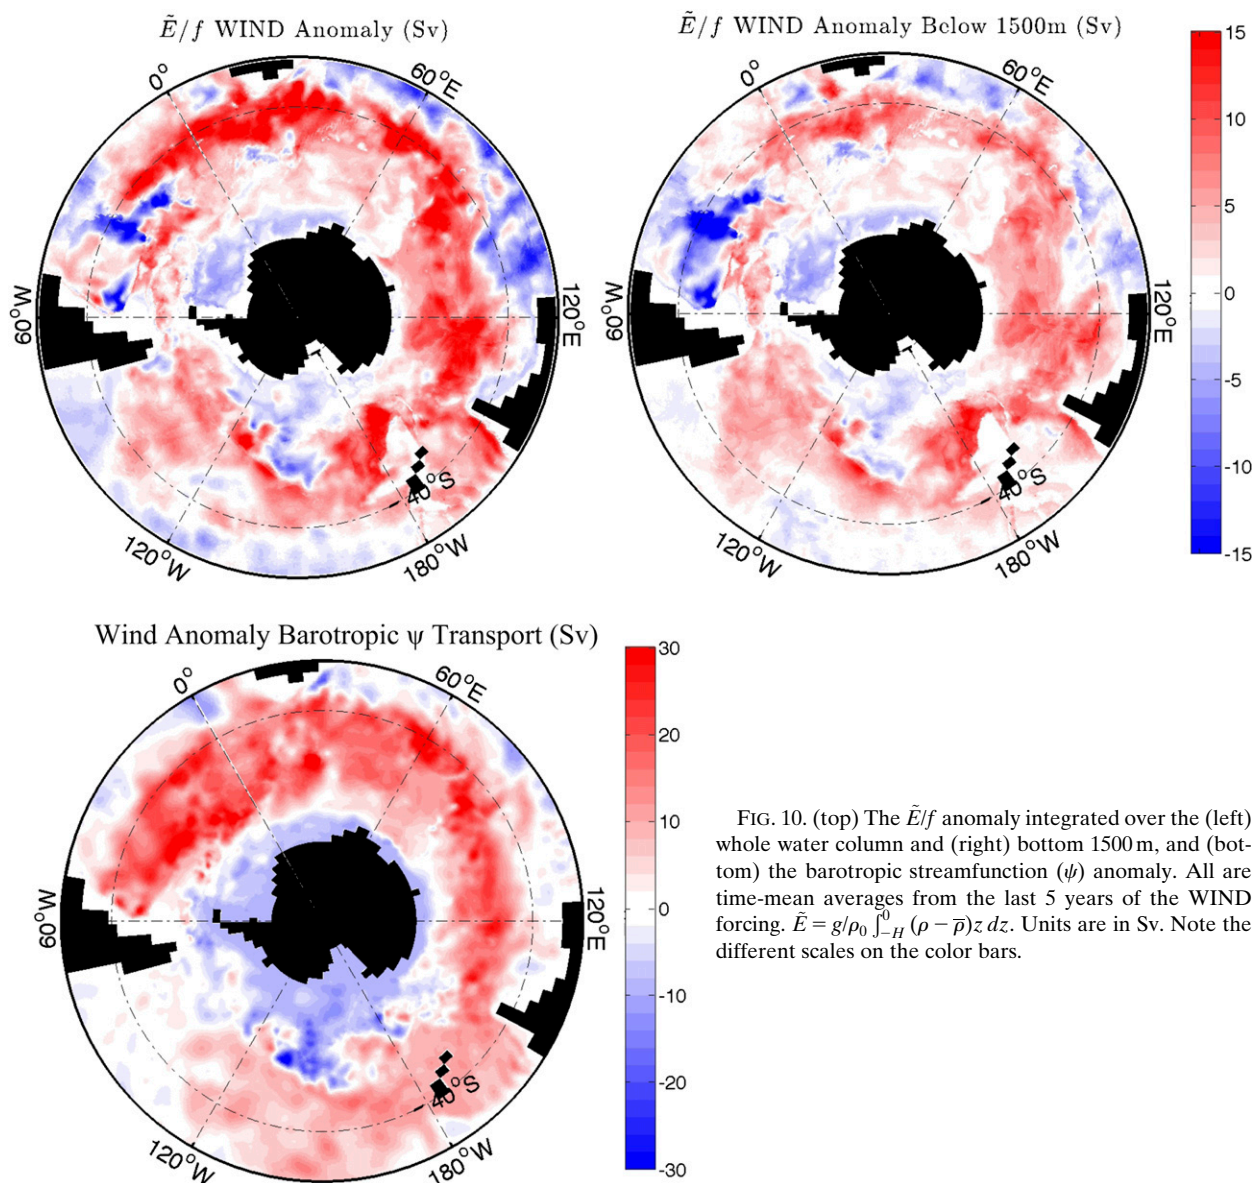 Ẽ/f WIND Anomaly (Sv)
0°
60°E
120°E
180°W
120°W
60°W
40°S
Ẽ/f WIND Anomaly Below 1500m (Sv)
0°
60°E
120°E
180°W
120°W
60°W
40°S
15
10
5
0
-5
-10
-15
Wind Anomaly Barotropic ψ Transport (Sv)
0°
60°E
120°E
180°W
120°W
60°W
40°S
30
20
10
0
-10
-20
-30
FIG. 10. (top) The Ẽ/f anomaly integrated over the (left)
whole water column and (right) bottom 1500 m, and (bot-
tom) the barotropic streamfunction (ψ) anomaly. All are
time-mean averages from the last 5 years of the WIND
forcing. Ẽ = g/ρ₀ ∫⁰₋H (ρ − ρ̅)z dz. Units are in Sv. Note the
different scales on the color bars.